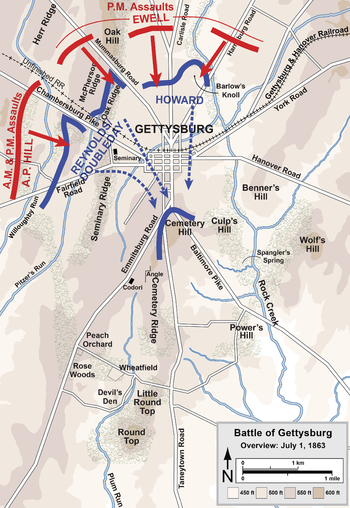 P.M. Assaults
EWELL
Herr Ridge
Oak
Hill
Mummasburg Road
Carlisle Road
Harrisburg Road
Unfinished RR
McPherson
Ridge
Oak Ridge
Chambersburg Pike
Barlow's
Knoll
Gettysburg & Hanover Railroad
York Road
HOWARD
A.M. & P.M. Assaults
A.P. HILL
REYNOLDS
DOUBLEDAY
GETTYSBURG
Seminary
Hanover Road
Fairfield
Road
Willoughby Run
Seminary Ridge
Benner's
Hill
Cemetery
Hill
Culp's
Hill
Wolf's
Hill
Spangler's
Spring
Pitzer's Run
Emmitsburg Road
Baltimore Pike
Rock Creek
Angle
Codori
Cemetery Ridge
Power's
Hill
Peach
Orchard
Rose
Woods
Wheatfield
Devil's
Den
Little
Round
Top
Round
Top
Plum Run
Taneytown Road
Battle of Gettysburg
Overview: July 1, 1863
N
0 1 km
0 1 mile
450 ft 500 ft 550 ft 600 ft